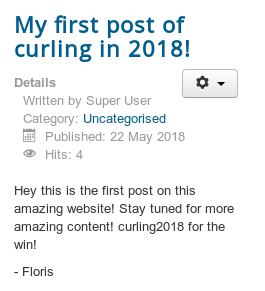 My first post of
curling in 2018!
Details
Written by Super User
Category: Uncategorised
Published: 22 May 2018
Hits: 4
Hey this is the first post on this
amazing website! Stay tuned for more
amazing content! curling2018 for the
win!
- Floris